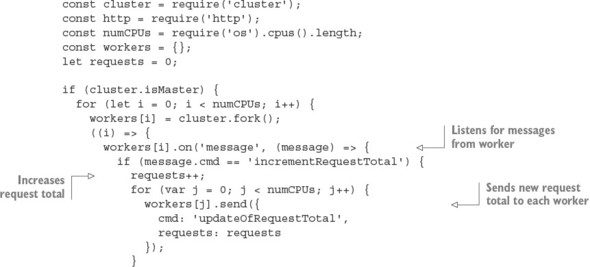 const cluster = require('cluster');
const http = require('http');
const numCPUs = require('os').cpus().length;
const workers = {};
let requests = 0;

if (cluster.isMaster) {
  for (let i = 0; i < numCPUs; i++) {
    workers[i] = cluster.fork();
    ((i) => {
      workers[i].on('message', (message) => {
        if (message.cmd == 'incrementRequestTotal') {
          requests++;
          for (var j = 0; j < numCPUs; j++) {
            workers[j].send({
              cmd: 'updateOfRequestTotal',
              requests: requests
            });
          }
Listens for messages
from worker
Increases
request total
Sends new request
total to each worker